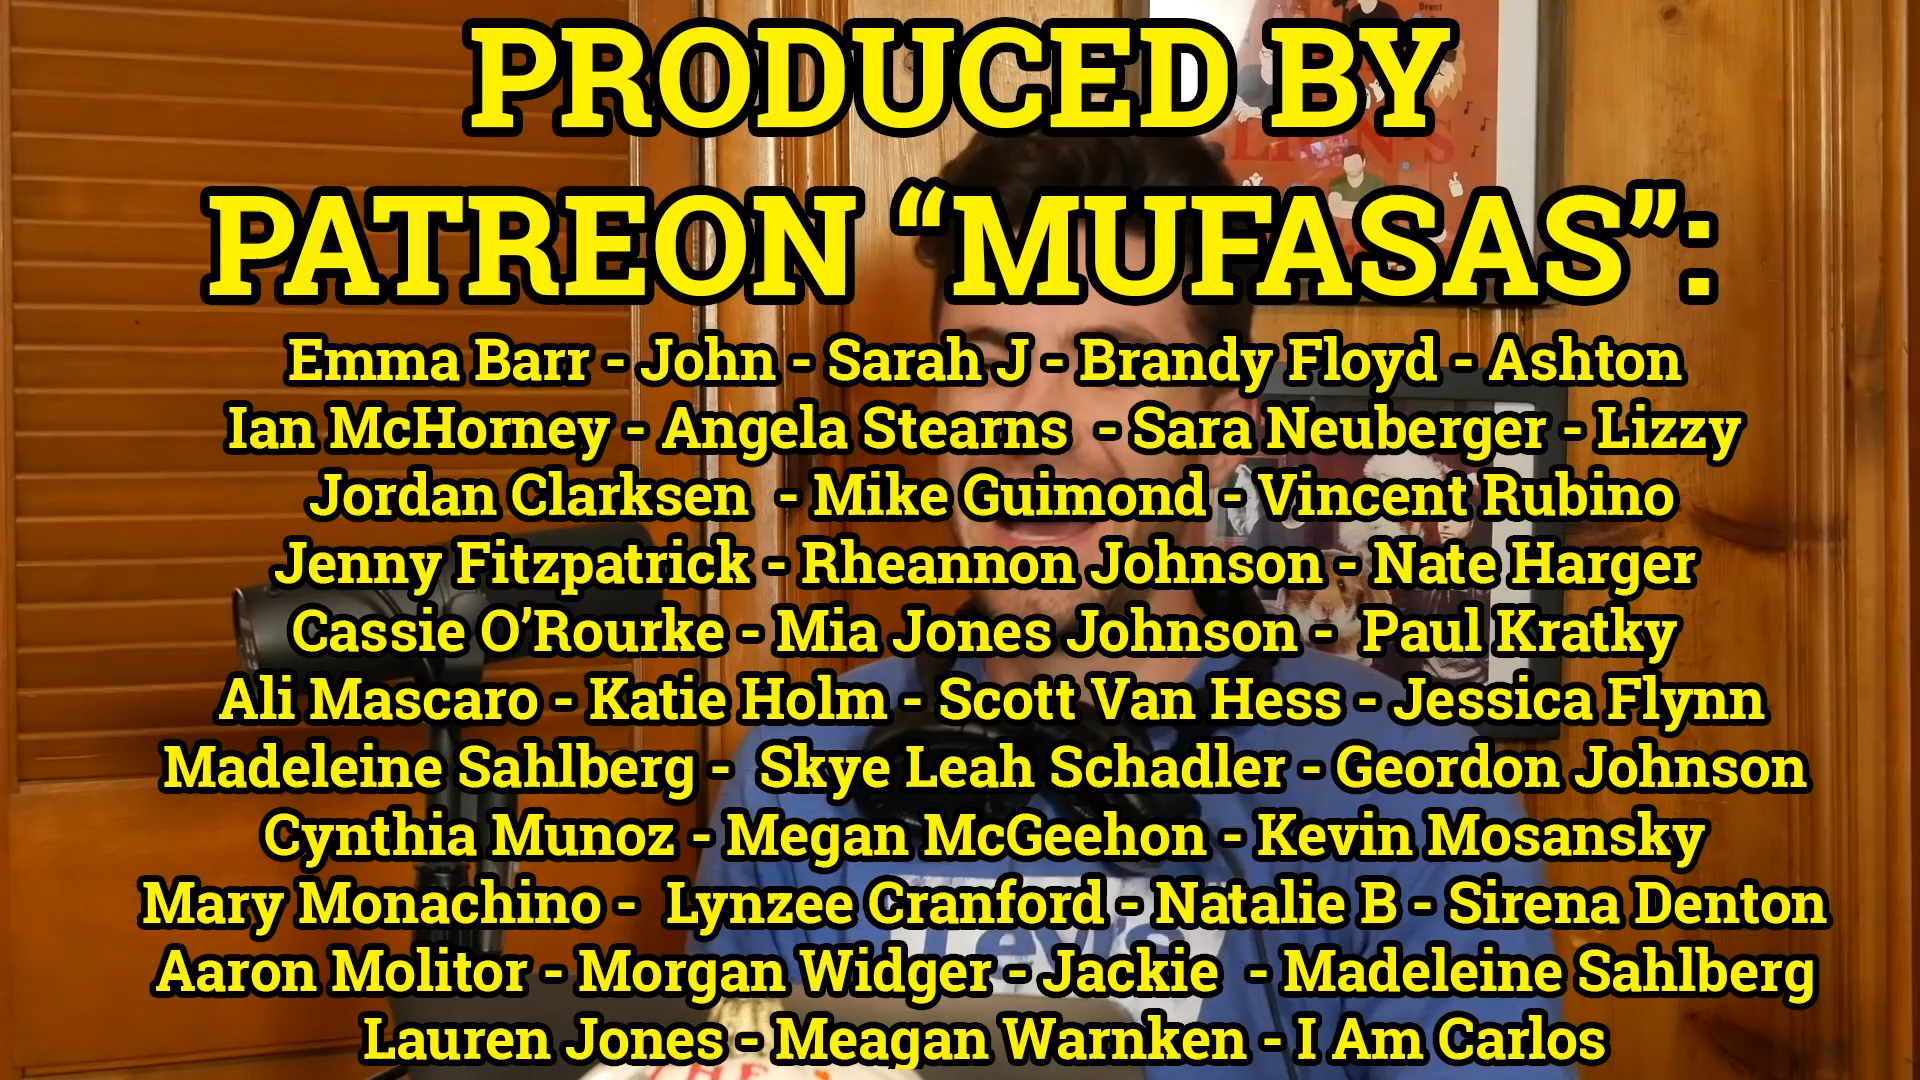 PRODUCED BY
PATREON “MUFASAS”:
Emma Barr - John - Sarah J - Brandy Floyd - Ashton
Ian McHorney - Angela Stearns - Sara Neuberger - Lizzy
Jordan Clarksen - Mike Guimond - Vincent Rubino
Jenny Fitzpatrick - Rheannon Johnson - Nate Harger
Cassie O’Rourke - Mia Jones Johnson - Paul Kratky
Ali Mascaro - Katie Holm - Scott Van Hess - Jessica Flynn
Madeleine Sahlberg - Skye Leah Schadler - Geordon Johnson
Cynthia Munoz - Megan McGeehon - Kevin Mosansky
Mary Monachino - Lynzee Cranford - Natalie B - Sirena Denton
Aaron Molitor - Morgan Widger - Jackie - Madeleine Sahlberg
Lauren Jones - Meagan Warnken - I Am Carlos
Brent
LION'S
Levi's
THE